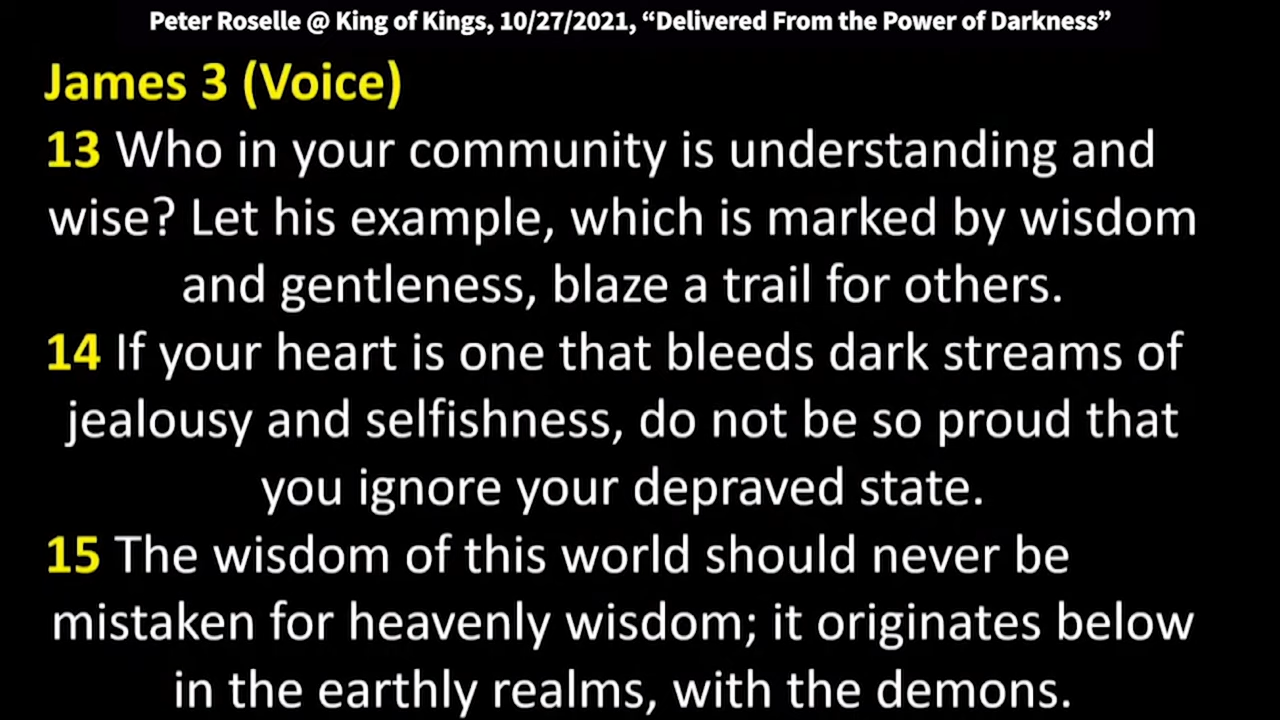 Peter Roselle @ King of Kings, 10/27/2021, “Delivered From the Power of Darkness”
James 3 (Voice)
13 Who in your community is understanding and
wise? Let his example, which is marked by wisdom
and gentleness, blaze a trail for others.
14 If your heart is one that bleeds dark streams of
jealousy and selfishness, do not be so proud that
you ignore your depraved state.
15 The wisdom of this world should never be
mistaken for heavenly wisdom; it originates below
in the earthly realms, with the demons.